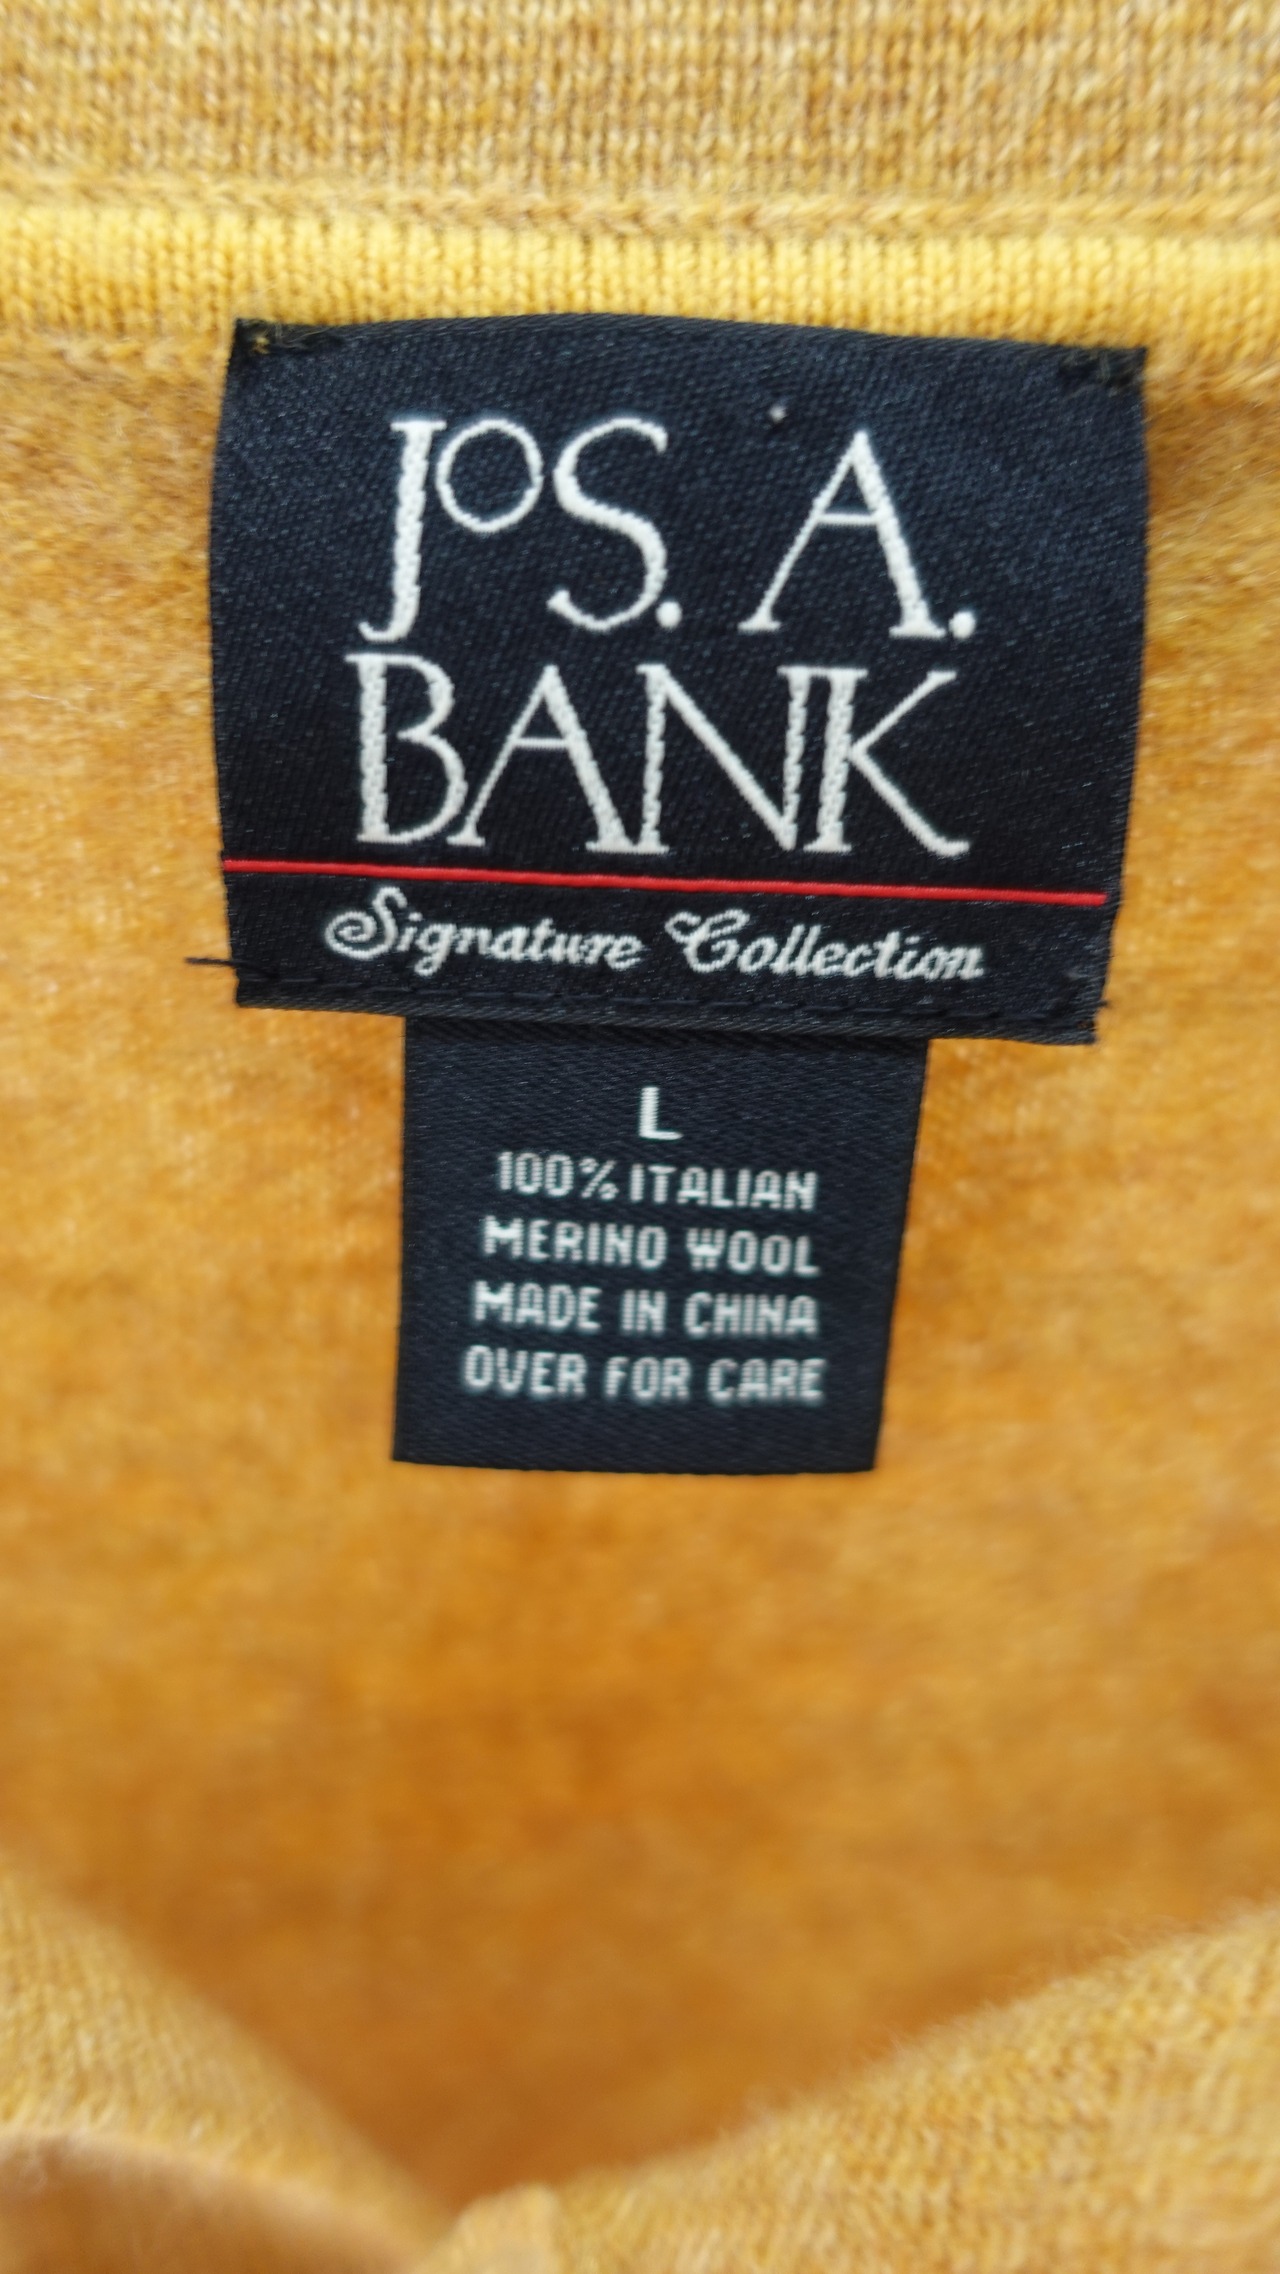 JoS. A.
BANK
Signature Collection
L
100% ITALIAN
MERINO WOOL
MADE IN CHINA
OVER FOR CARE